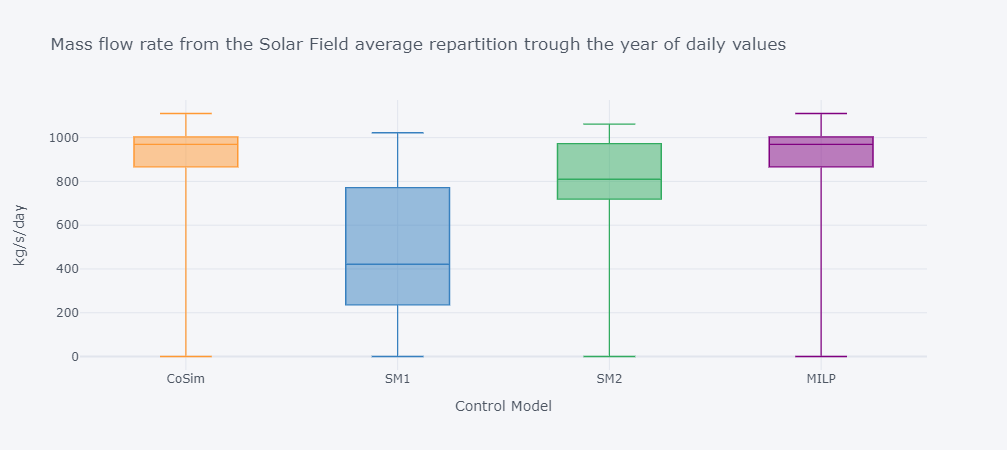 Mass flow rate from the Solar Field average repartition trough the year of daily values
1000
800
600
400
200
0
kg/s/day
CoSim
SM1
SM2
MILP
Control Model